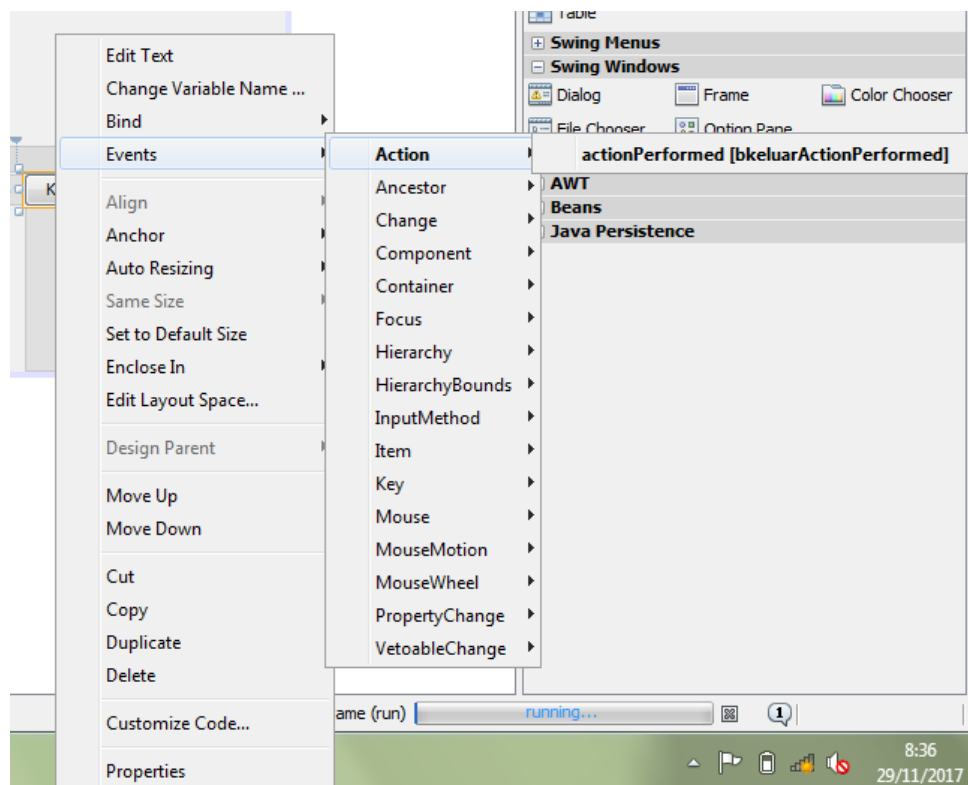 Table
Swing Menus
Swing Windows
Dialog
Frame
Color Chooser
File Chooser
Option Pane
AWT
Beans
Java Persistence
K
Edit Text
Change Variable Name ...
Bind
Events
Align
Anchor
Auto Resizing
Same Size
Set to Default Size
Enclose In
Edit Layout Space...
Design Parent
Move Up
Move Down
Cut
Copy
Duplicate
Delete
Customize Code...
Properties
Action
Ancestor
Change
Component
Container
Focus
Hierarchy
HierarchyBounds
InputMethod
Item
Key
Mouse
MouseMotion
MouseWheel
PropertyChange
VetoableChange
actionPerformed [bkeluarActionPerformed]
ame (run)
running...
1
8:36
29/11/2017